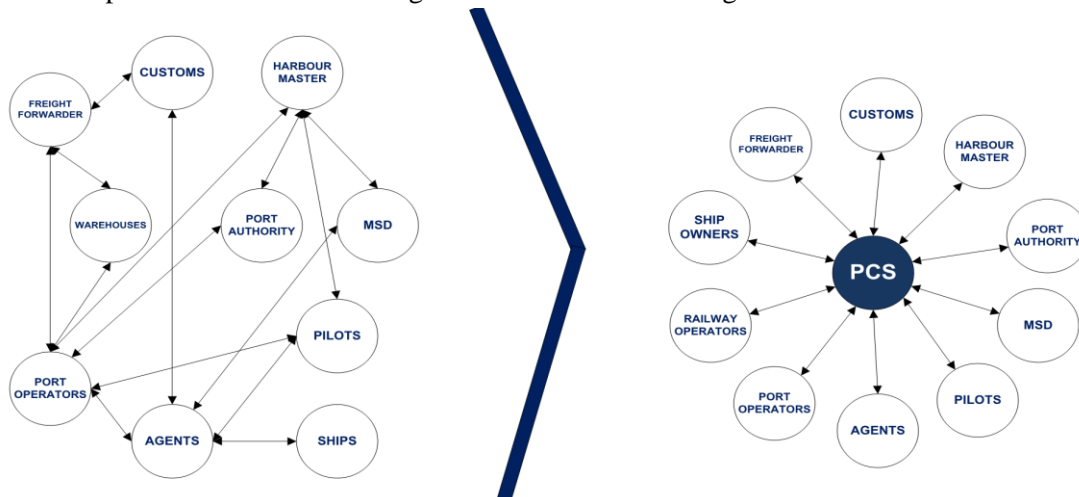 CUSTOMS
HARBOUR
MASTER
FREIGHT
FORWARDER
WAREHOUSES
PORT
AUTHORITY
MSD
PILOTS
PORT
OPERATORS
AGENTS
SHIPS
CUSTOMS
FREIGHT
FORWARDER
HARBOUR
MASTER
SHIP
OWNERS
PORT
AUTHORITY
PCS
RAILWAY
OPERATORS
MSD
PORT
OPERATORS
PILOTS
AGENTS